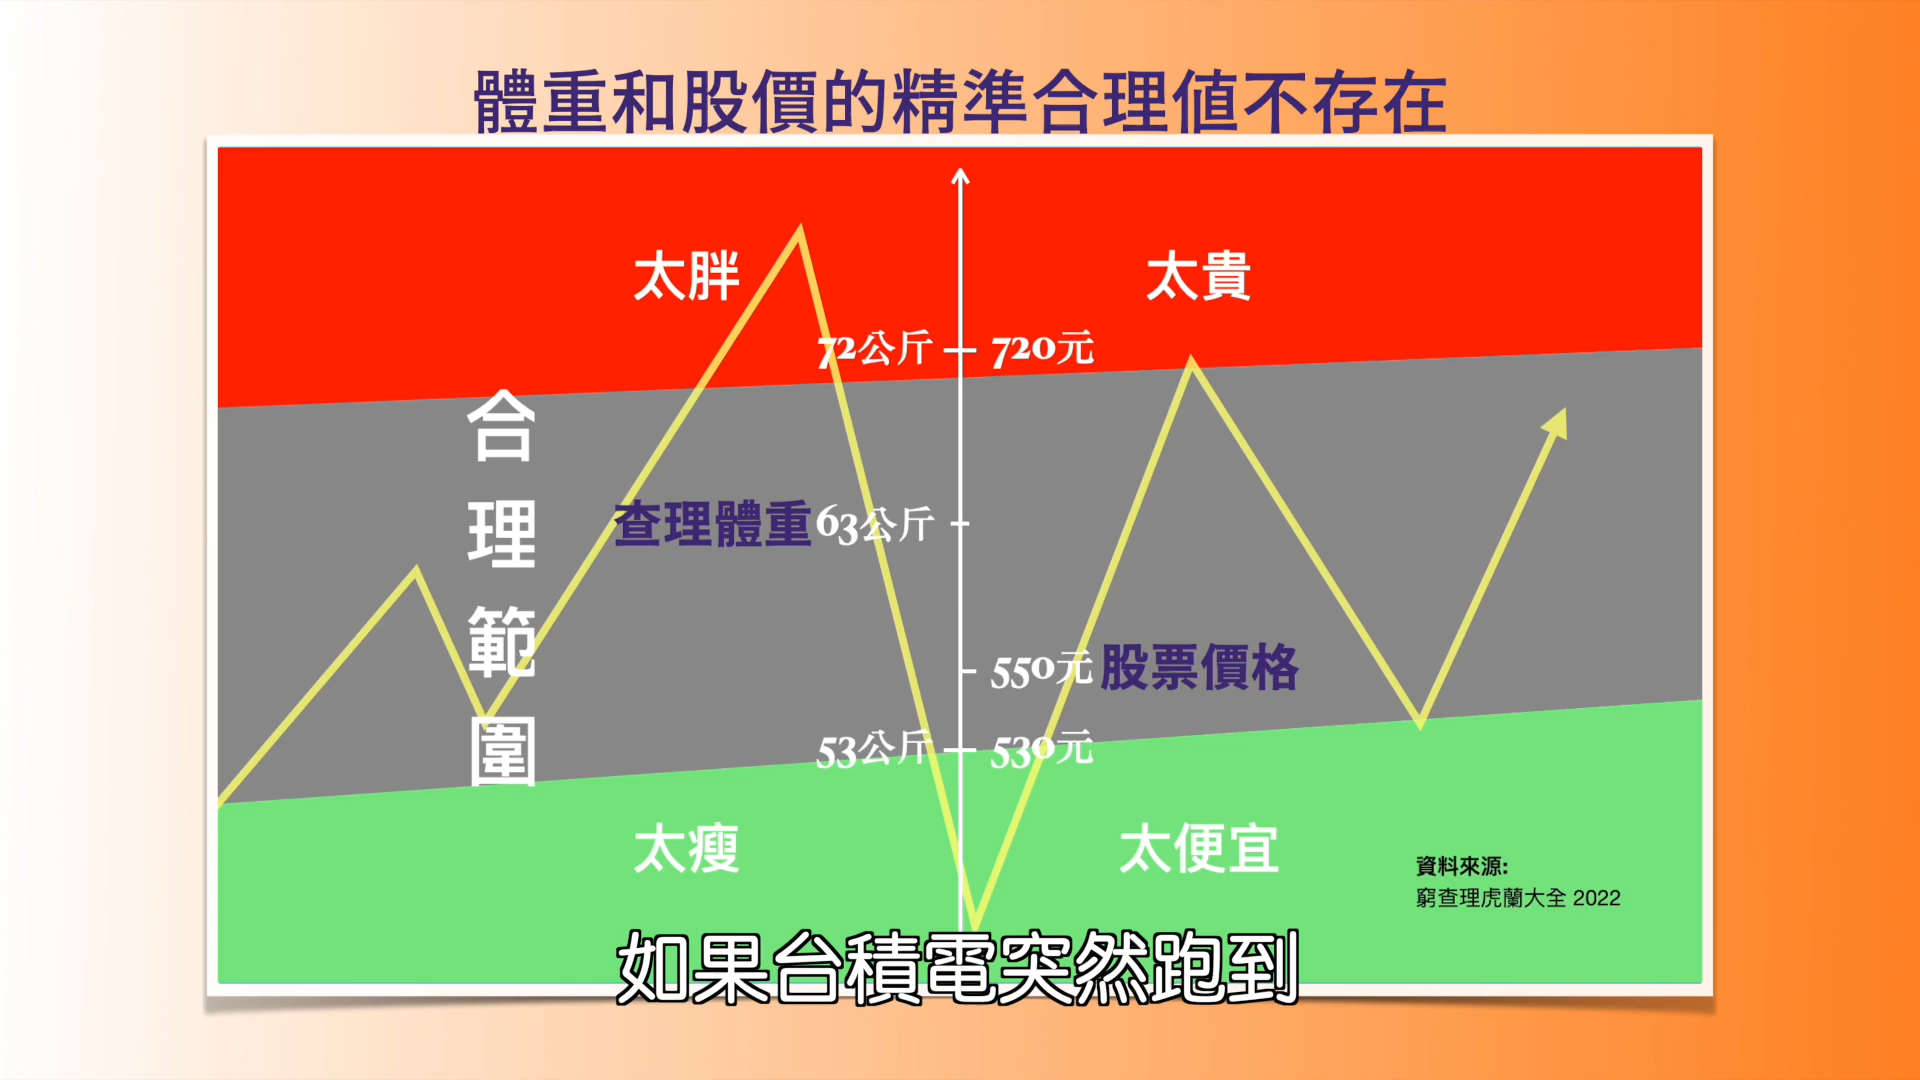 體重和股價的精準合理值不存在
太胖
太貴
72公斤
720元
合理範圍
查理體重
63公斤
550元
股票價格
53公斤
530元
太瘦
太便宜
資料來源:
窮查理虎蘭大全 2022
如果台積電突然跑到